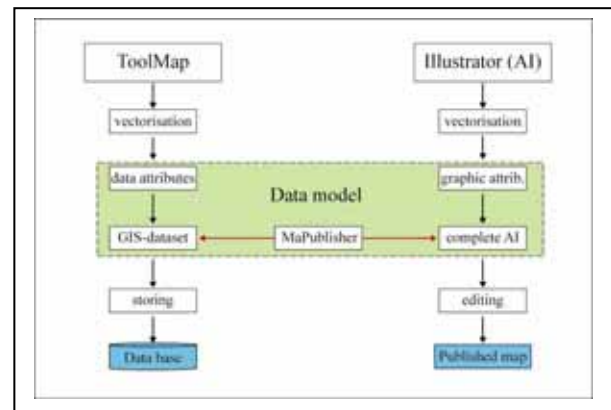 ToolMap Illustrator (AI)
vectorisation vectorisation
data attributes graphic attrib.
Data model
GIS-dataset MaPublisher complete AI
storing editing
Data base Published map